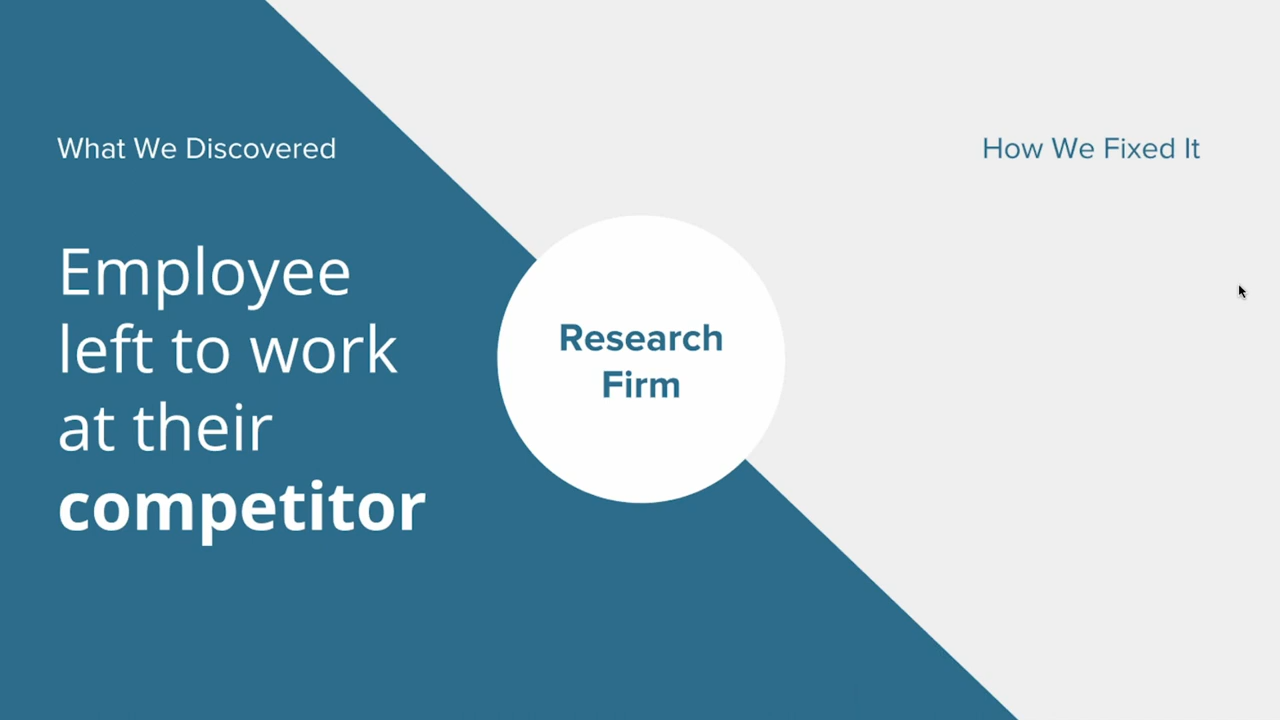 What We Discovered
How We Fixed It
Employee
left to work
at their
competitor
Research
Firm